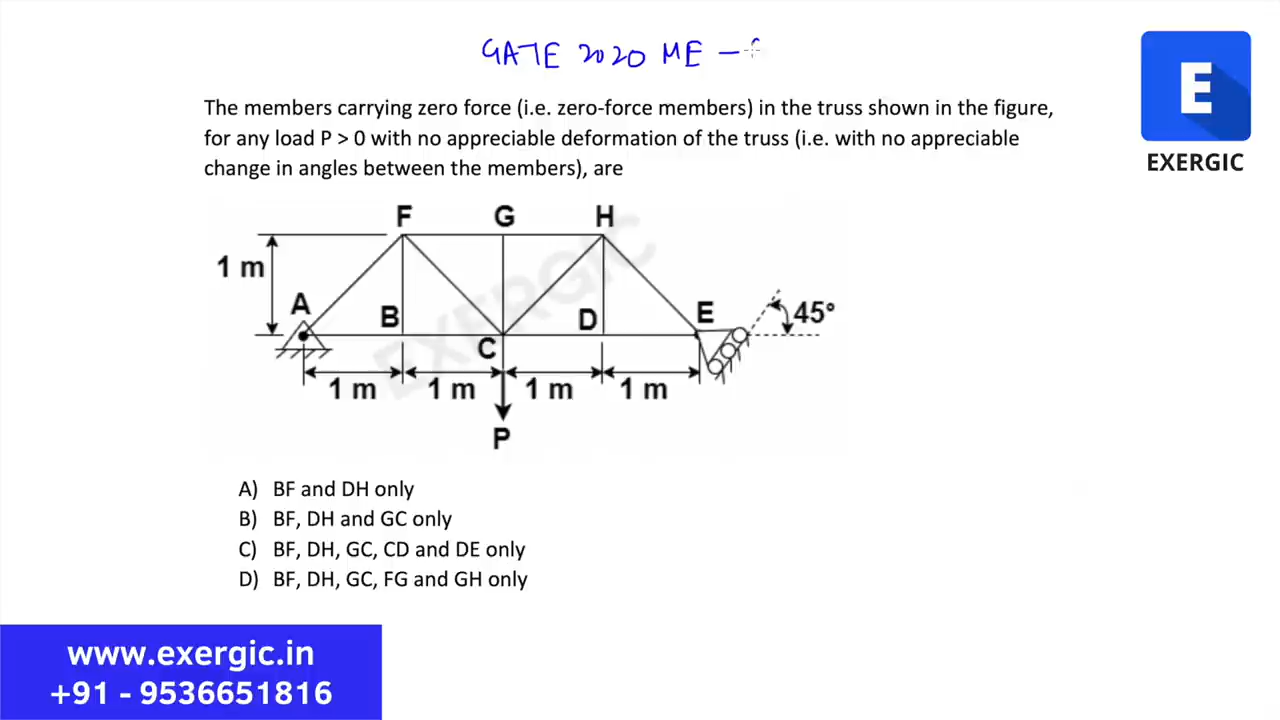 GATE 2020 ME –
E
EXERGIC
The members carrying zero force (i.e. zero-force members) in the truss shown in the figure,
for any load P > 0 with no appreciable deformation of the truss (i.e. with no appreciable
change in angles between the members), are
F G H
1 m
A B C D E 45°
1 m 1 m 1 m 1 m
P
EXERGIC
A) BF and DH only
B) BF, DH and GC only
C) BF, DH, GC, CD and DE only
D) BF, DH, GC, FG and GH only
www.exergic.in
+91 - 9536651816